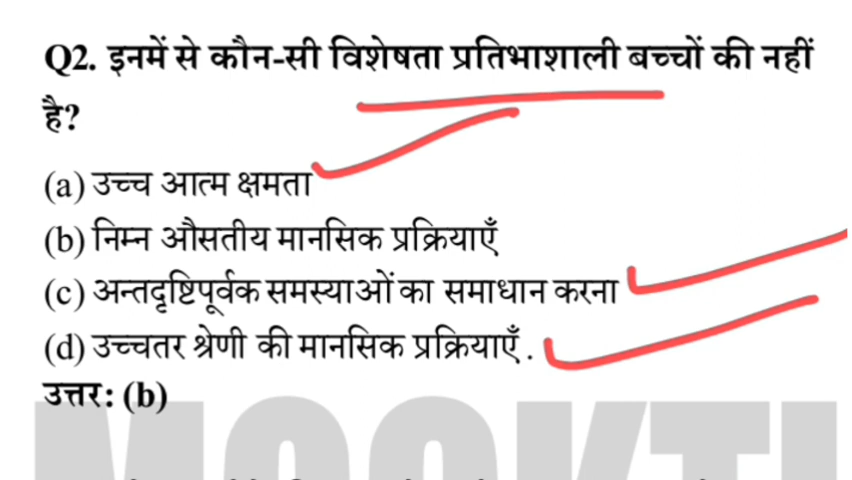 Q2. इनमें से कौन-सी विशेषता प्रतिभाशाली बच्चों की नहीं
है?
(a) उच्च आत्म क्षमता
(b) निम्न औसतीय मानसिक प्रक्रियाएँ
(c) अन्तदृष्टिपूर्वक समस्याओं का समाधान करना
(d) उच्चतर श्रेणी की मानसिक प्रक्रियाएँ .
उत्तर: (b)